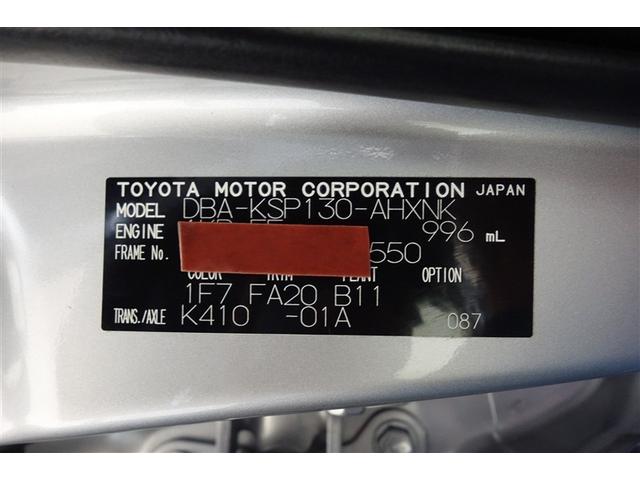 TOYOTA MOTOR CORPORATION JAPAN
MODEL DBA-KSP130-AHXNK
ENGINE 996 mL
FRAME No. 550
COLOR TRIM PLANT OPTION
1F7 FA20 B11
TRANS./AXLE K410 -01A 087